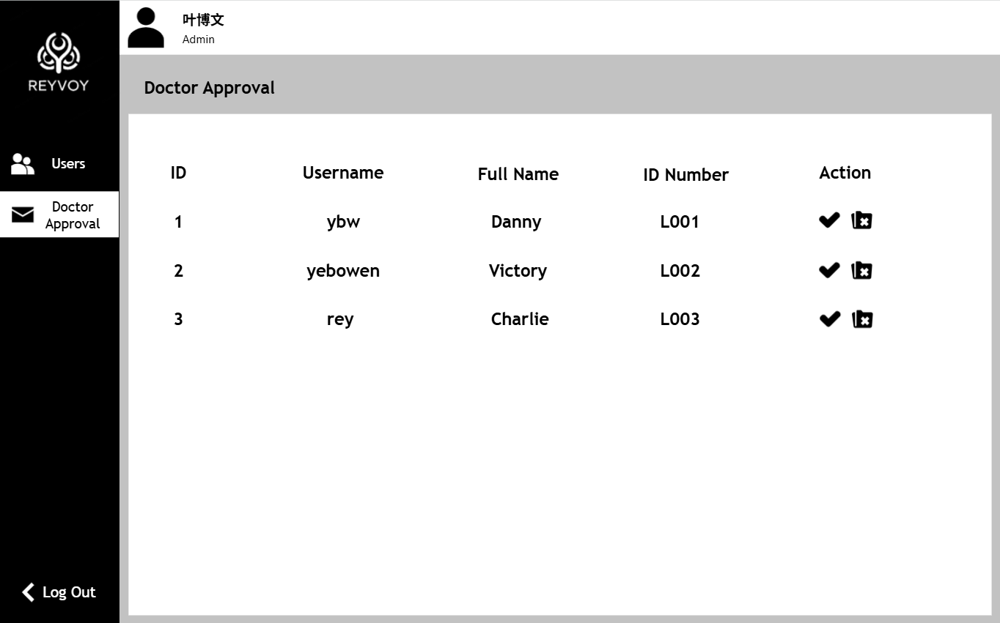 REYVOY
叶博文
Admin
Users
Doctor
Approval
Log Out
Doctor Approval
ID Username Full Name ID Number Action
1 ybw Danny L001
2 yebowen Victory L002
3 rey Charlie L003